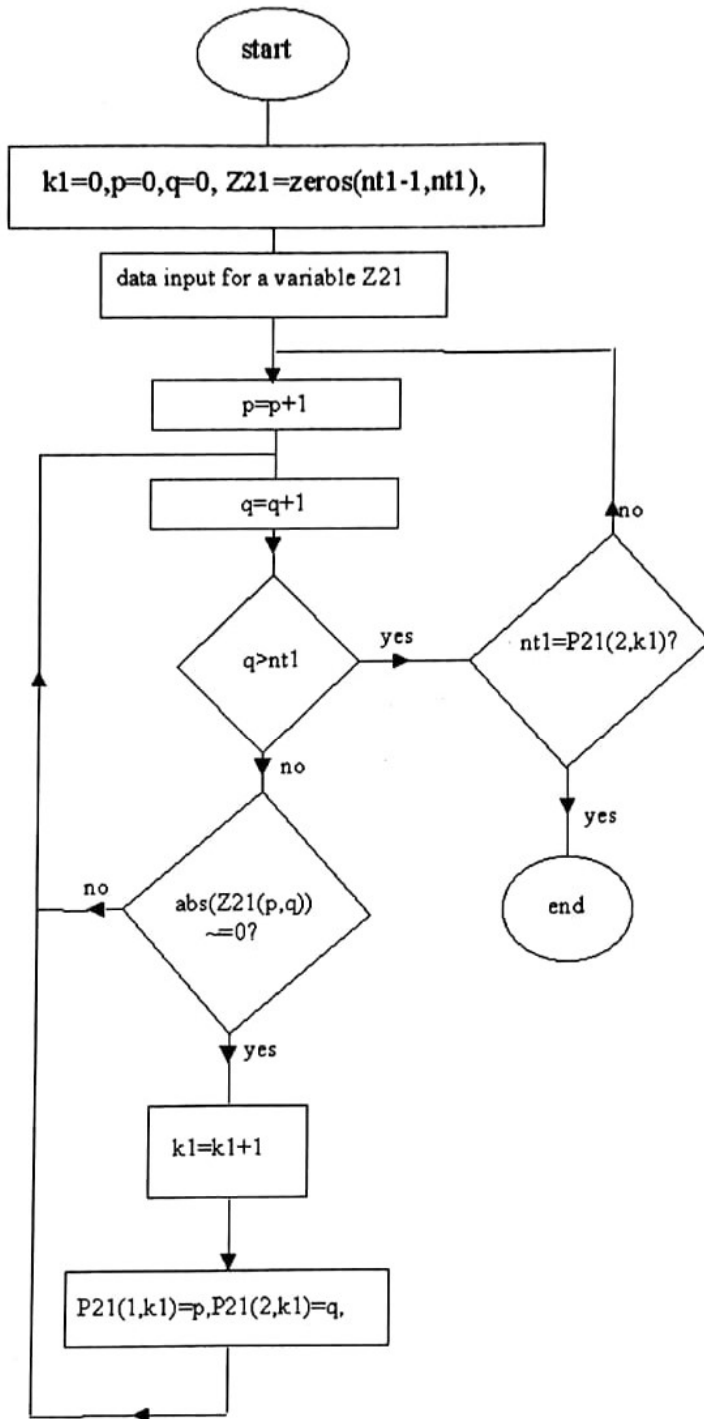 start
k1=0,p=0,q=0, Z21=zeros(nt1-1,nt1),
data input for a variable Z21
p=p+1
q=q+1
no
q>nt1
yes
nt1=P21(2,k1)?
no
yes
no
abs(Z21(p,q))
~=0?
end
yes
k1=k1+1
P21(1,k1)=p,P21(2,k1)=q,